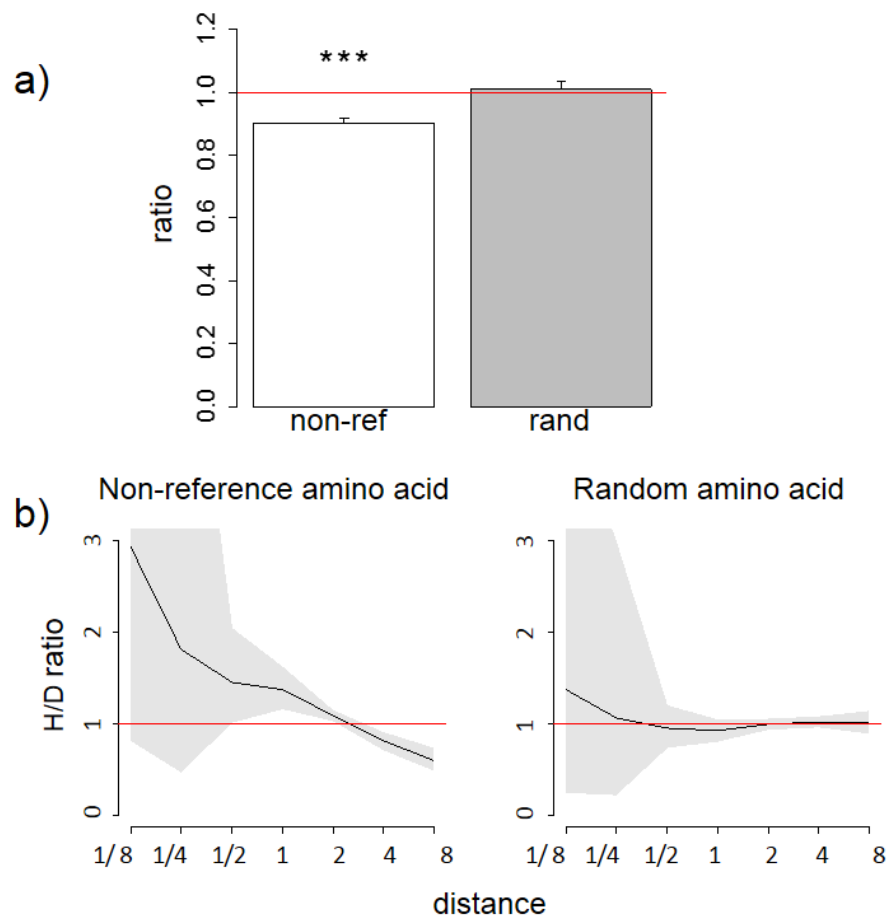 a)
ratio
0.0 0.2 0.4 0.6 0.8 1.0 1.2
***
non-ref rand
b)
Non-reference amino acid
H/D ratio
0 1 2 3
1/ 8 1/4 1/2 1 2 4 8
Random amino acid
0 1 2 3
1/ 8 1/4 1/2 1 2 4 8
distance